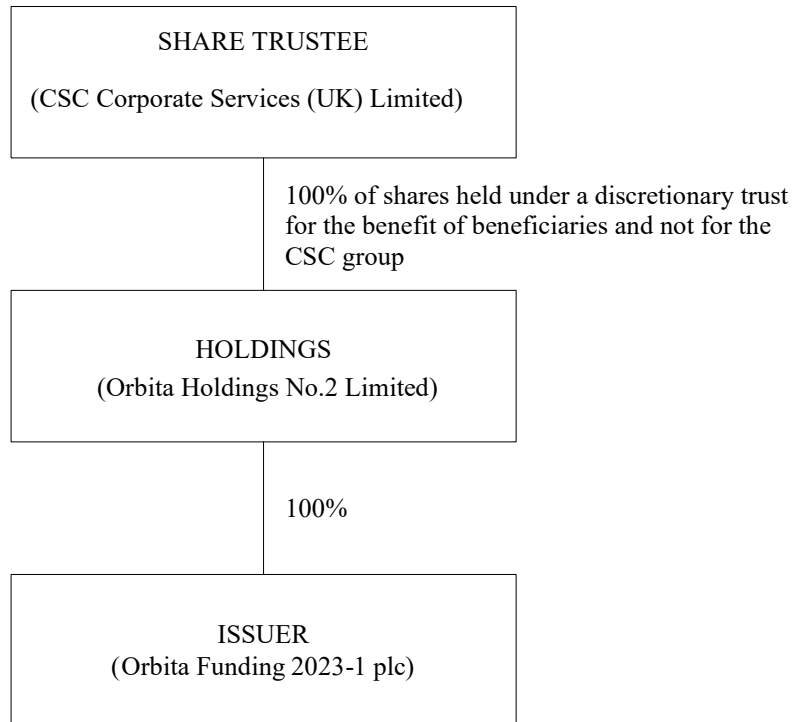 SHARE TRUSTEE
(CSC Corporate Services (UK) Limited)
100% of shares held under a discretionary trust
for the benefit of beneficiaries and not for the
CSC group
HOLDINGS
(Orbita Holdings No.2 Limited)
100%
ISSUER
(Orbita Funding 2023-1 plc)